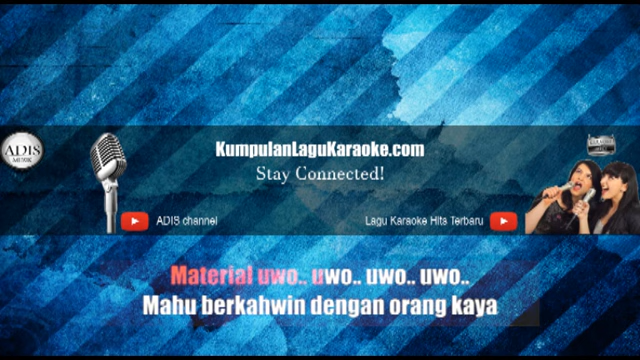 KumpulanLaguKaraoke.com
Stay Connected!
ADIS
MUSIK
ADIS channel
Lagu Karaoke Hits Terbaru
Material uwo.. uwo.. uwo.. uwo..
Mahu berkahwin dengan orang kaya